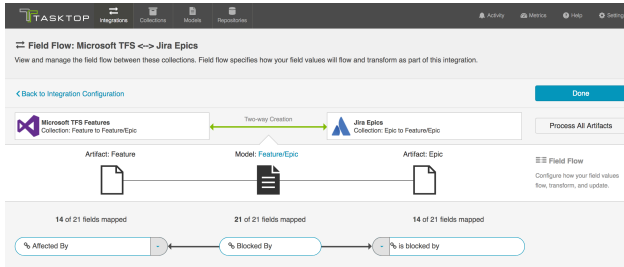 TASKTOP
Integrations
Collections
Models
Repositories
Activity
Metrics
Help
Settings
Field Flow: Microsoft TFS <--> Jira Epics
View and manage the field flow between these collections. Field flow specifies how your field values will flow and transform as part of this integration.
Back to Integration Configuration
Done
Microsoft TFS Features
Collection: Feature to Feature/Epic
Two-way Creation
Jira Epics
Collection: Epic to Feature/Epic
Process All Artifacts
Artifact: Feature
Model: Feature/Epic
Artifact: Epic
Field Flow
Configure how your field values
flow, transform, and update.
14 of 21 fields mapped
21 of 21 fields mapped
14 of 21 fields mapped
Affected By
-
Blocked By
-
is blocked by